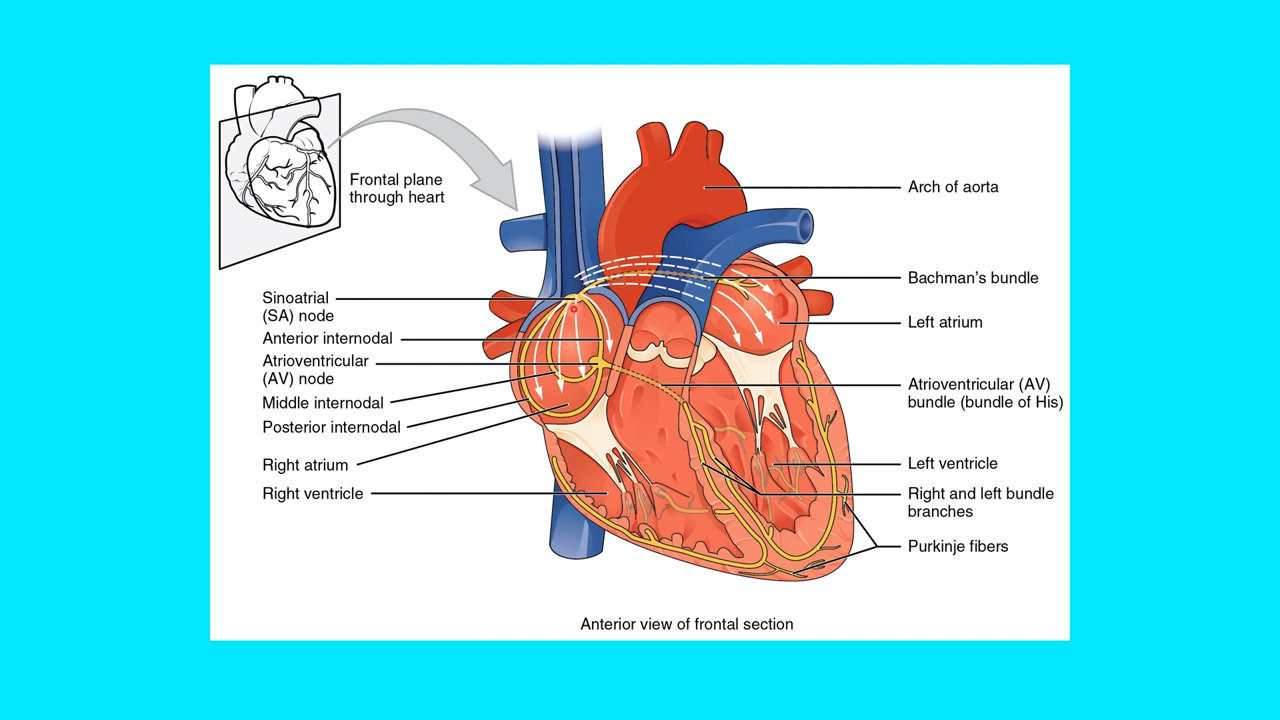 Frontal plane
through heart
Sinoatrial
(SA) node
Anterior internodal
Atrioventricular
(AV) node
Middle internodal
Posterior internodal
Right atrium
Right ventricle
Arch of aorta
Bachman's bundle
Left atrium
Atrioventricular (AV)
bundle (bundle of His)
Left ventricle
Right and left bundle
branches
Purkinje fibers
Anterior view of frontal section